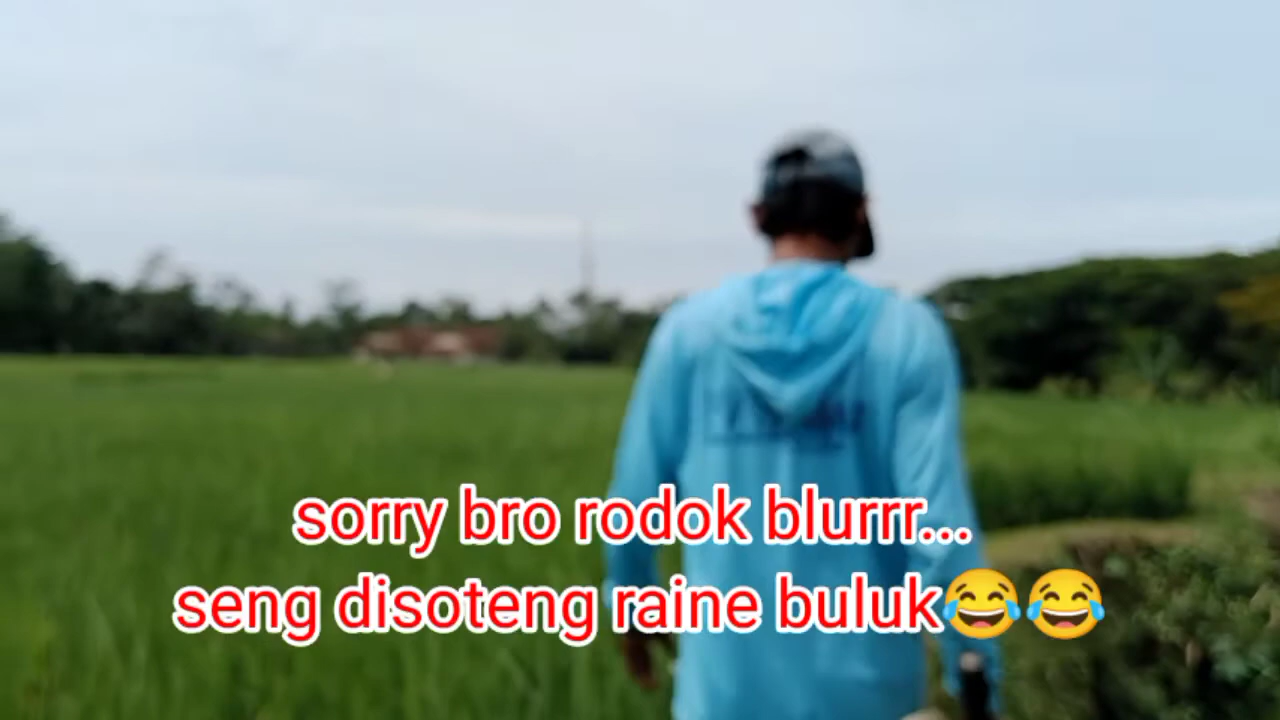 sorry bro rodok blurrr...
seng disoteng raine buluk😂😂